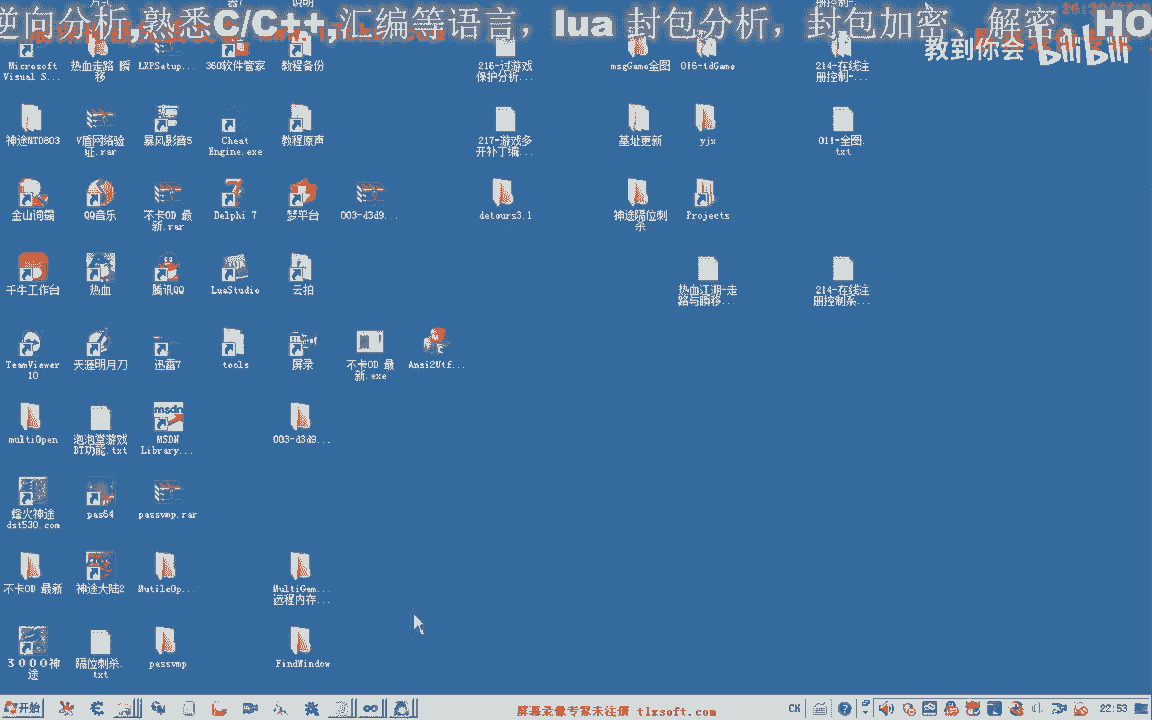 逆向分析,熟悉C/C++,汇编等语言，lua 封包分析，封包加密、解密、HO
教到你会 bilibili
Microsoft Visual S...
热血走路 瞬移
LXPSetup...
360软件管家
教程备份
216-过游戏保护分析...
msgGame全图
016-tdGame
214-在线注册控制-...
神途NT0803
V盾网络验证.rar
暴风影音5
Cheat Engine.exe
教程原声
217-游戏多开补丁编...
基址更新
yjx
011-全图.txt
金山词霸
QQ音乐
不卡OD 最新.rar
Delphi 7
梦平台
003-d3d9...
detours3.1
神途隔位刺杀
Projects
千牛工作台
热血
腾讯QQ
LuaStudio
云拍
热血江湖-走路与瞬移...
214-在线注册控制系...
TeamViewer 10
天涯明月刀
迅雷7
tools
屏录
不卡OD 最新.exe
Ansi2Utf...
multiOpen
泡泡堂游戏BT功能.txt
MSDN Library...
003-d3d9...
烽火神途 dst530.com
pas64
passvmp.rar
不卡OD 最新
神途大陆2
MutileOp...
MultiGam...远程内存...
3000神途
隔位刺杀.txt
passvmp
FindWindow
开始
屏幕录像专家未注册 tlxsoft.com
CH
22:53